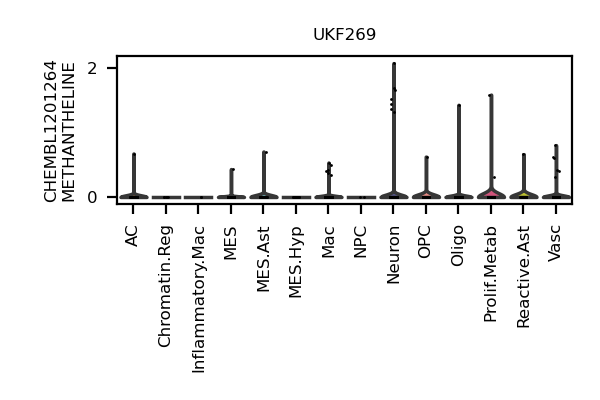 UKF269
CHEMBL1201264
METHANTHELINE
2
0
AC
Chromatin.Reg
Inflammatory.Mac
MES
MES.Ast
MES.Hyp
Mac
NPC
Neuron
OPC
Oligo
Prolif.Metab
Reactive.Ast
Vasc